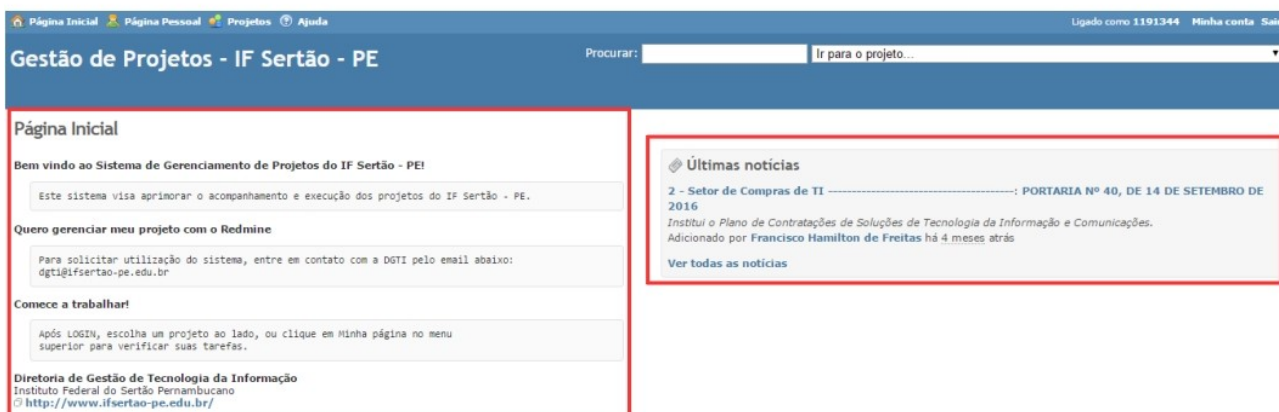 Página Inicial Página Pessoal Projetos Ajuda
Ligado como 1191344 Minha conta Sair
Gestão de Projetos - IF Sertão - PE
Procurar:
Ir para o projeto...
Página Inicial
Bem vindo ao Sistema de Gerenciamento de Projetos do IF Sertão - PE!
Este sistema visa aprimorar o acompanhamento e execução dos projetos do IF Sertão - PE.
Quero gerenciar meu projeto com o Redmine
Para solicitar utilização do sistema, entre em contato com a DGTI pelo email abaixo:
dgti@ifsertao-pe.edu.br
Comece a trabalhar!
Após LOGIN, escolha um projeto ao lado, ou clique em Minha página no menu
superior para verificar suas tarefas.
Diretoria de Gestão de Tecnologia da Informação
Instituto Federal do Sertão Pernambucano
http://www.ifsertao-pe.edu.br/
Últimas notícias
2 - Setor de Compras de TI -----------------------------------------: PORTARIA Nº 40, DE 14 DE SETEMBRO DE
2016
Institui o Plano de Contratações de Soluções de Tecnologia da Informação e Comunicações.
Adicionado por Francisco Hamilton de Freitas há 4 meses atrás
Ver todas as notícias